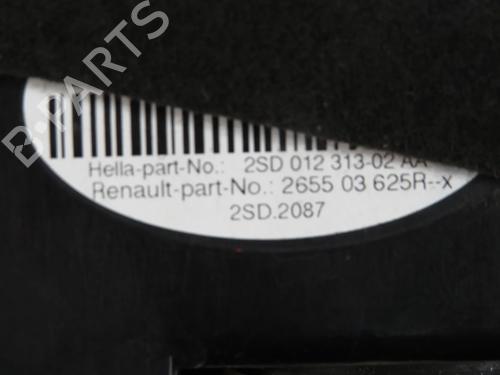 B-PARTS
Hella-part-No.: 2SD 012 313-02 AA
Renault-part-No.: 2655 03 625R--x
2SD.2087